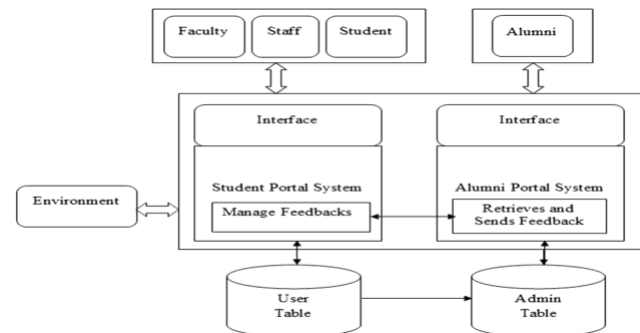 Faculty
Staff
Student
Alumni
Interface
Interface
Student Portal System
Alumni Portal System
Environment
Manage Feedbacks
Retrieves and
Sends Feedback
User
Table
Admin
Table